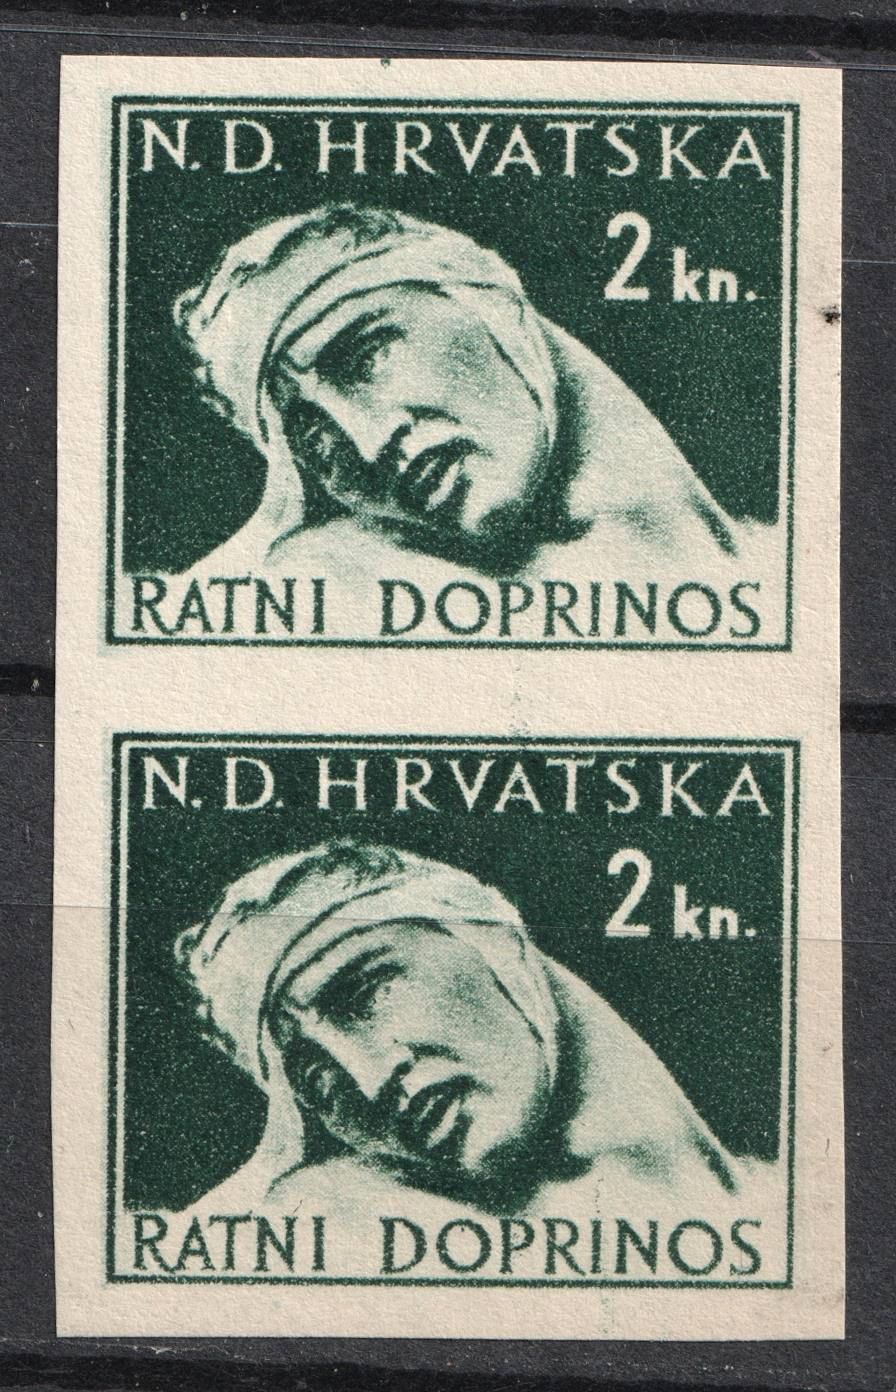 N. D. HRVATSKA
2 kn.
RATNI DOPRINOS
N. D. HRVATSKA
2 kn.
RATNI DOPRINOS